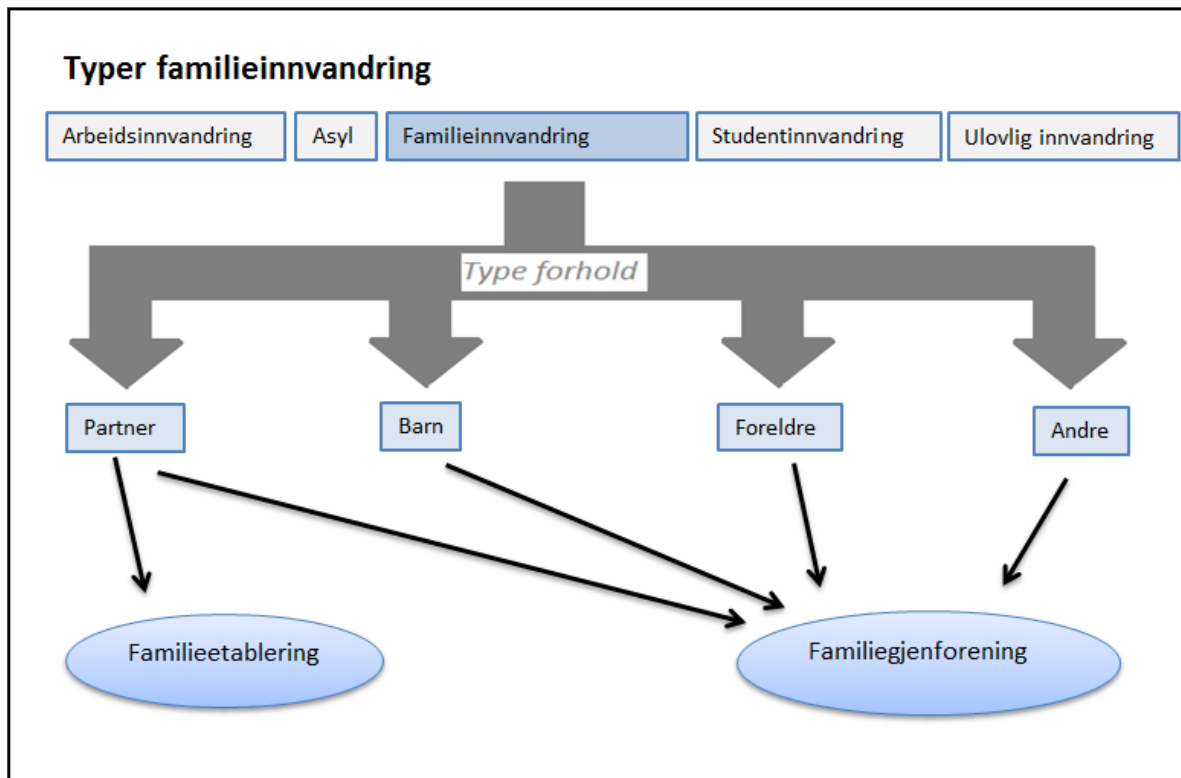 Typer familieinnvandring
Arbeidsinnvandring
Asyl
Familieinnvandring
Studentinnvandring
Ulovlig innvandring
Type forhold
Partner
Barn
Foreldre
Andre
Familieetablering
Familiegjenforening